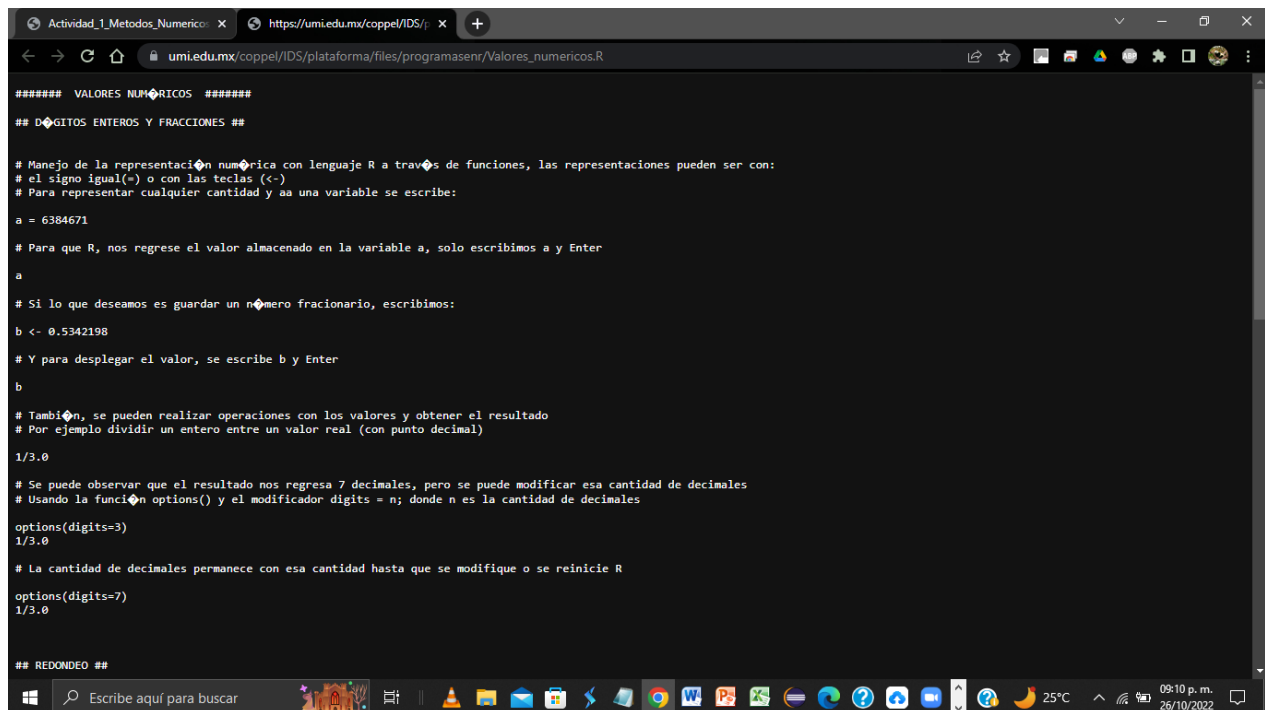 Actividad_1_Metodos_Numericos
https://umi.edu.mx/coppel/IDS/p
umi.edu.mx/coppel/IDS/plataforma/files/programasenr/Valores_numericos.R
####### VALORES NUM�RICOS #######
## D�GITOS ENTEROS Y FRACCIONES ##
# Manejo de la representaci�n num�rica con lenguaje R a trav�s de funciones, las representaciones pueden ser con:
# el signo igual(=) o con las teclas (<-)
# Para representar cualquier cantidad y aa una variable se escribe:
a = 6384671
# Para que R, nos regrese el valor almacenado en la variable a, solo escribimos a y Enter
a
# Si lo que deseamos es guardar un n�mero fracionario, escribimos:
b <- 0.5342198
# Y para desplegar el valor, se escribe b y Enter
b
# Tambi�n, se pueden realizar operaciones con los valores y obtener el resultado
# Por ejemplo dividir un entero entre un valor real (con punto decimal)
1/3.0
# Se puede observar que el resultado nos regresa 7 decimales, pero se puede modificar esa cantidad de decimales
# Usando la funci�n options() y el modificador digits = n; donde n es la cantidad de decimales
options(digits=3)
1/3.0
# La cantidad de decimales permanece con esa cantidad hasta que se modifique o se reinicie R
options(digits=7)
1/3.0
## REDONDEO ##
Escribe aquí para buscar
25°C
09:10 p. m.
26/10/2022